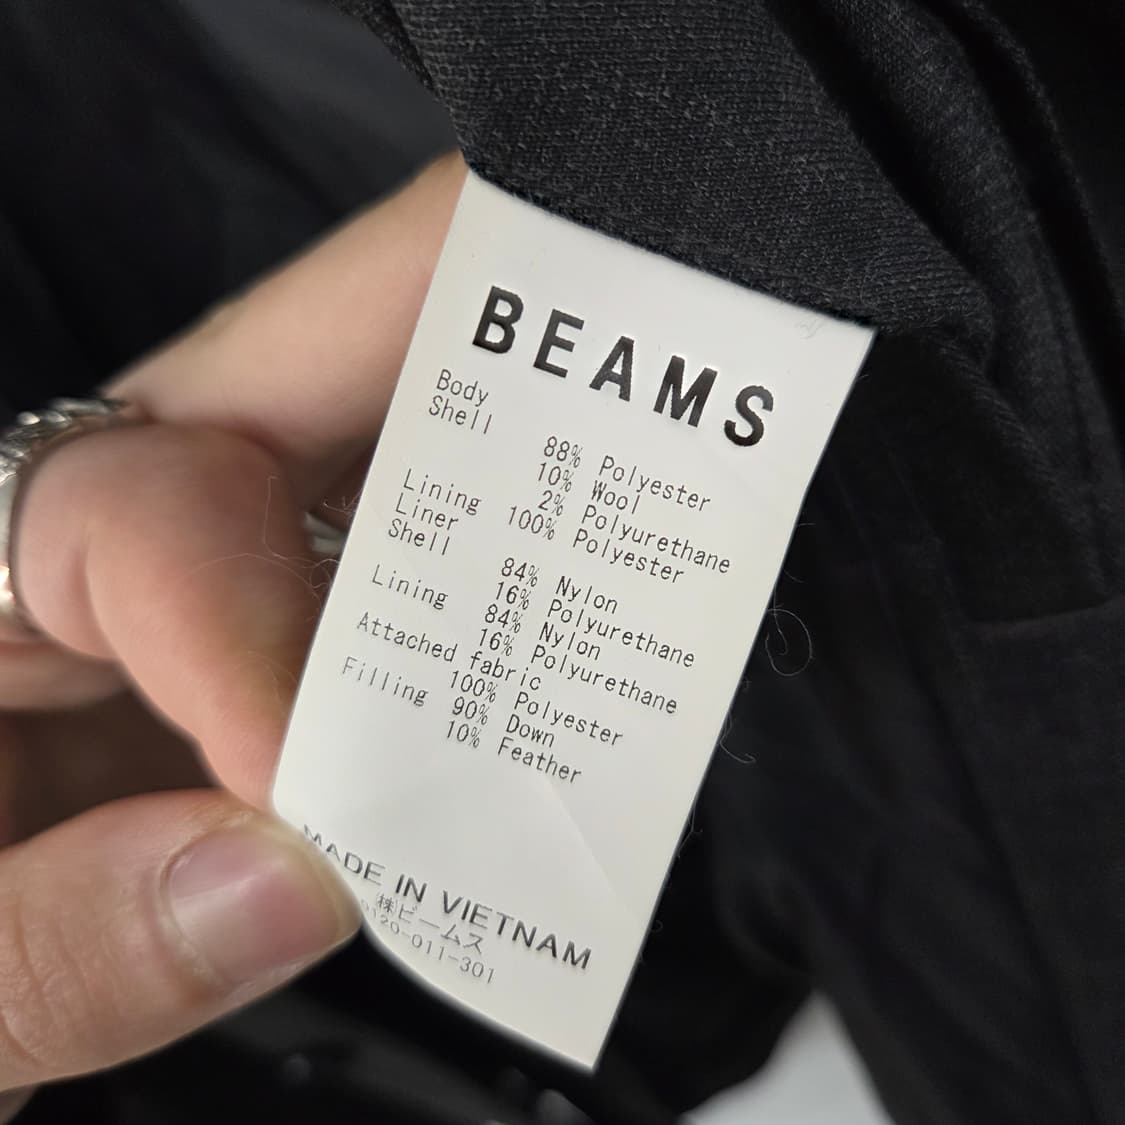 BEAMS
Body
Shell
88% Polyester
10% Wool
2% Polyurethane
Lining 100% Polyester
Liner
Shell
84% Nylon
16% Polyurethane
Lining 84% Nylon
16% Polyurethane
Attached fabric
100% Polyester
Filling 90% Down
10% Feather
MADE IN VIETNAM
㈱ビームス
0120-011-301